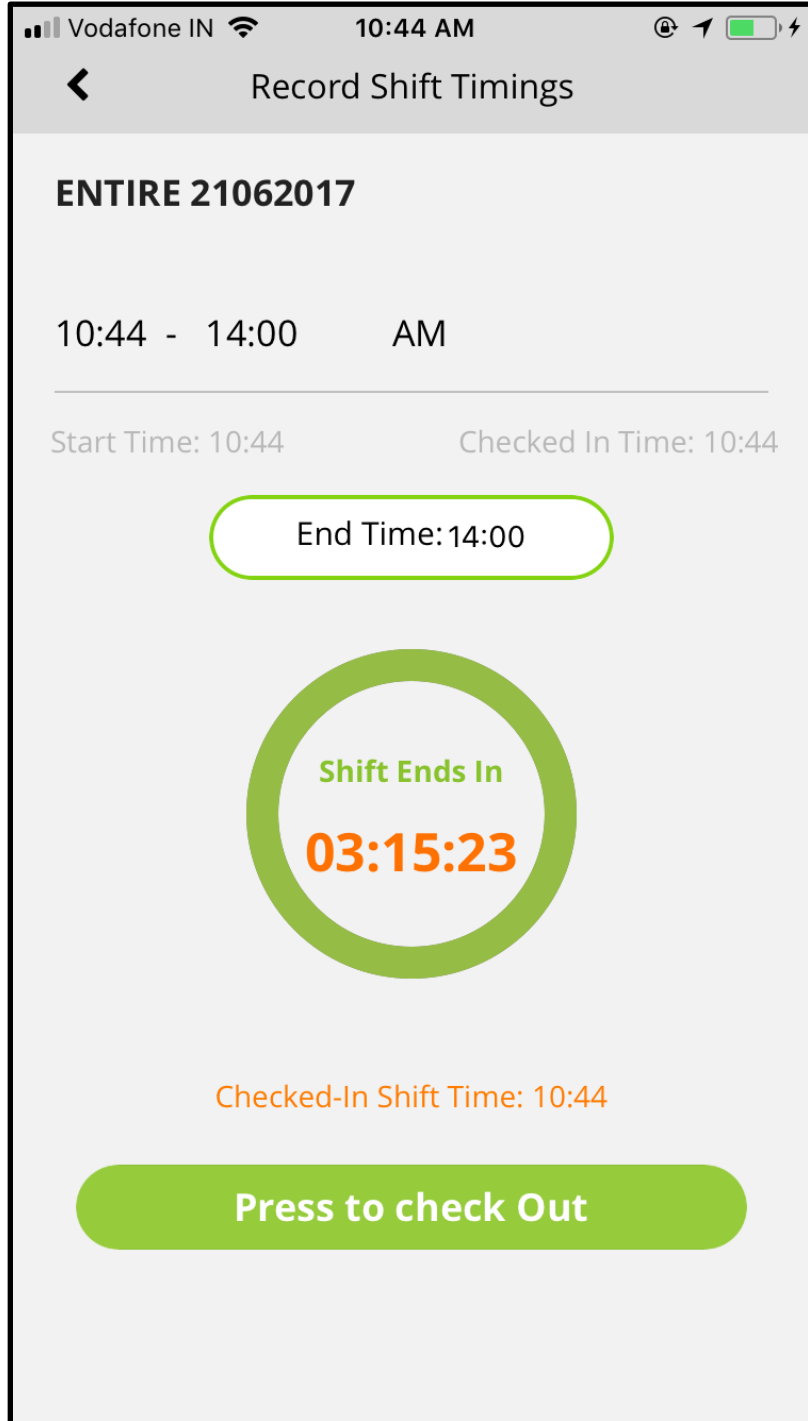 Vodafone IN 10:44 AM
Record Shift Timings
ENTIRE 21062017
10:44 - 14:00 AM
Start Time: 10:44 Checked In Time: 10:44
End Time: 14:00
Shift Ends In
03:15:23
Checked-In Shift Time: 10:44
Press to check Out